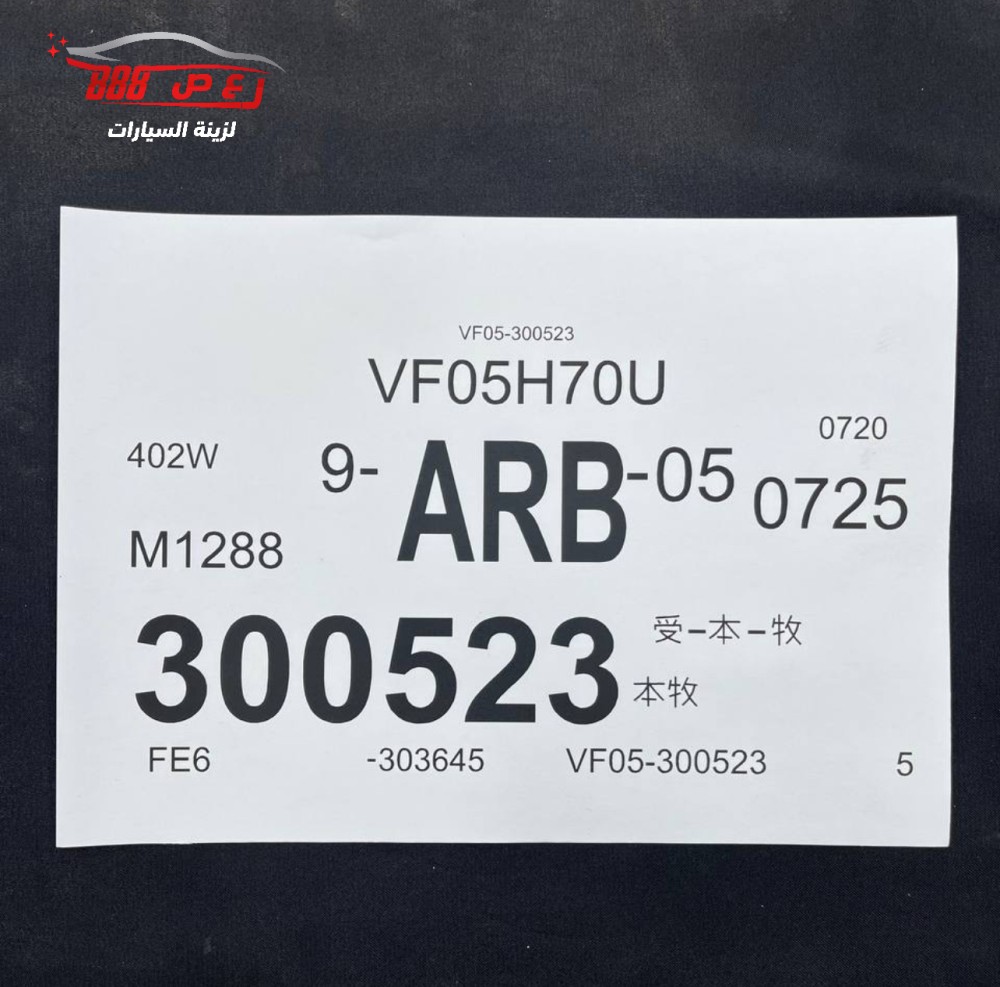 888 ع ص ر
لزينة السيارات
VF05-300523
VF05H70U
0720
402W
9-ARB-05
0725
M1288
300523
受-本-牧
本牧
FE6 -303645 VF05-300523 5